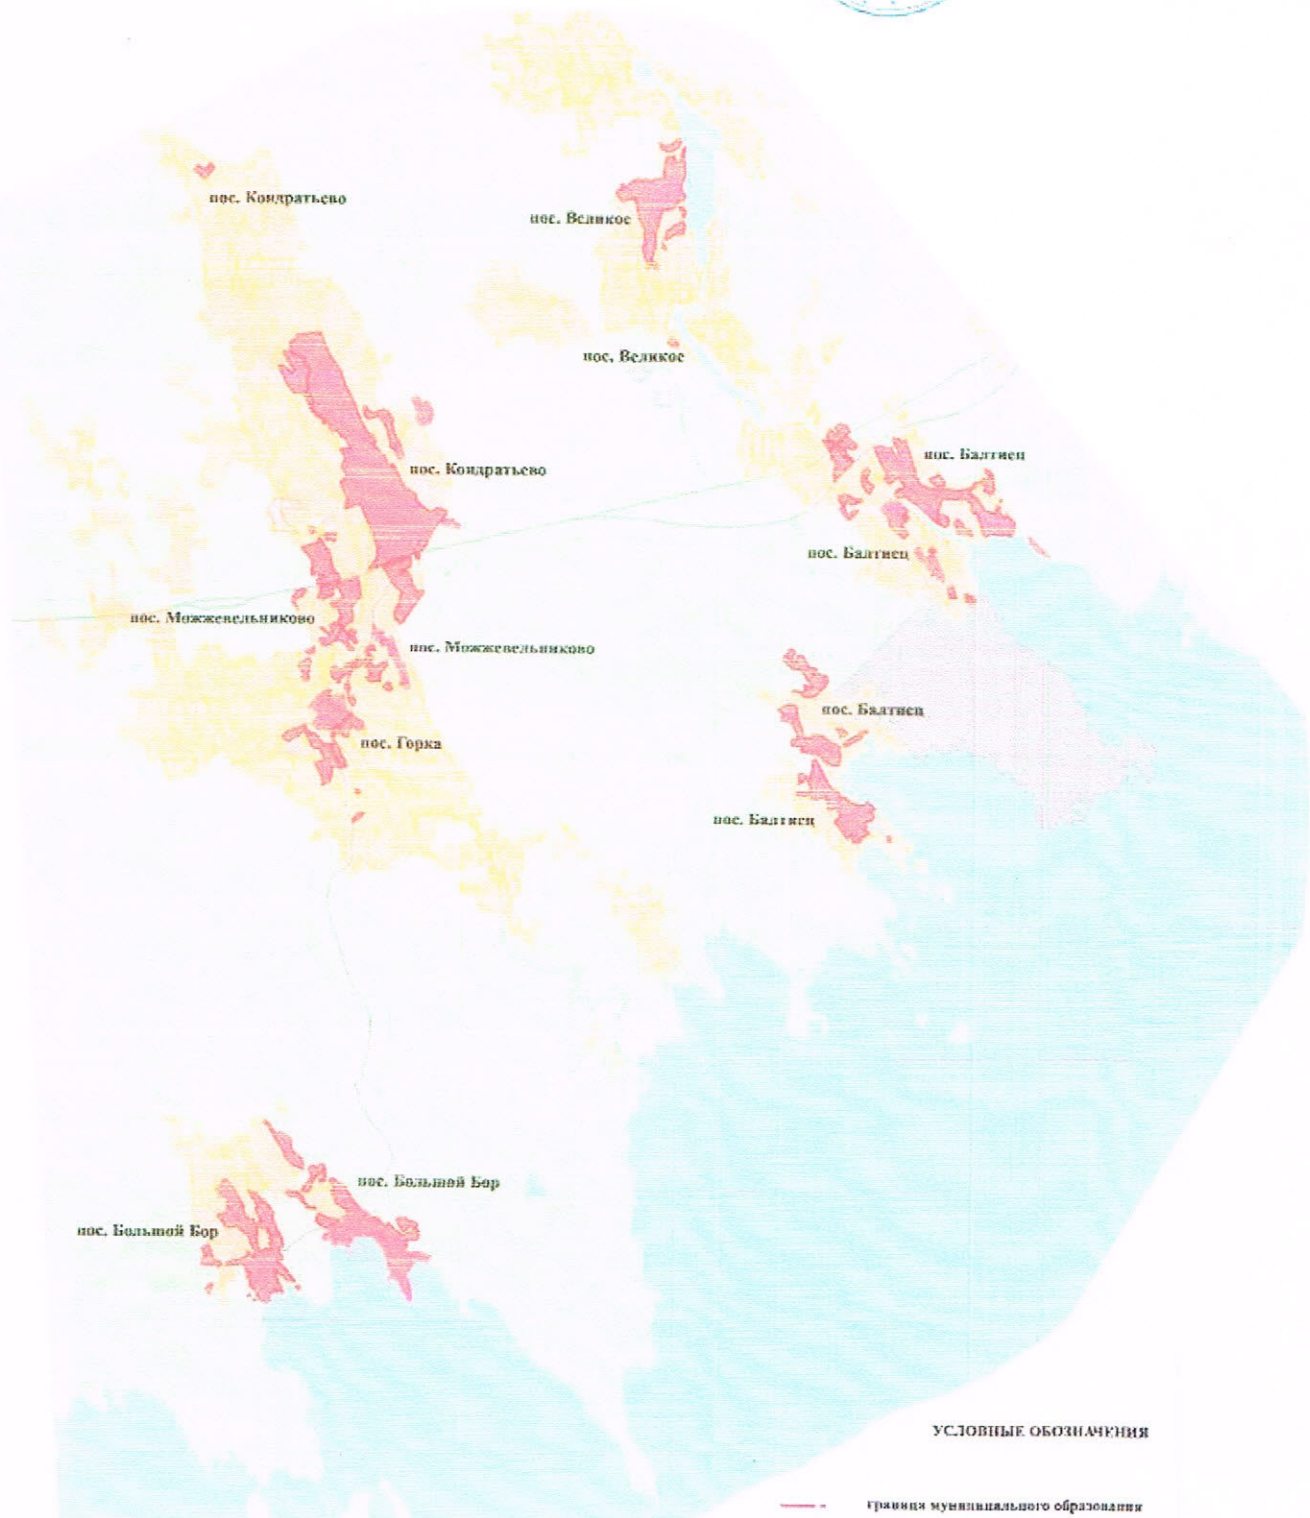 пос. Кондратьево
пос. Великое
пос. Великое
пос. Балтиец
пос. Кондратьево
пос. Балтиец
пос. Можжевельниково
пос. Можжевельниково
пос. Балтиец
пос. Горка
пос. Балтиец
пос. Большой Бор
пос. Большой Бор
УСЛОВНЫЕ ОБОЗНАЧЕНИЯ
граница муниципального образования